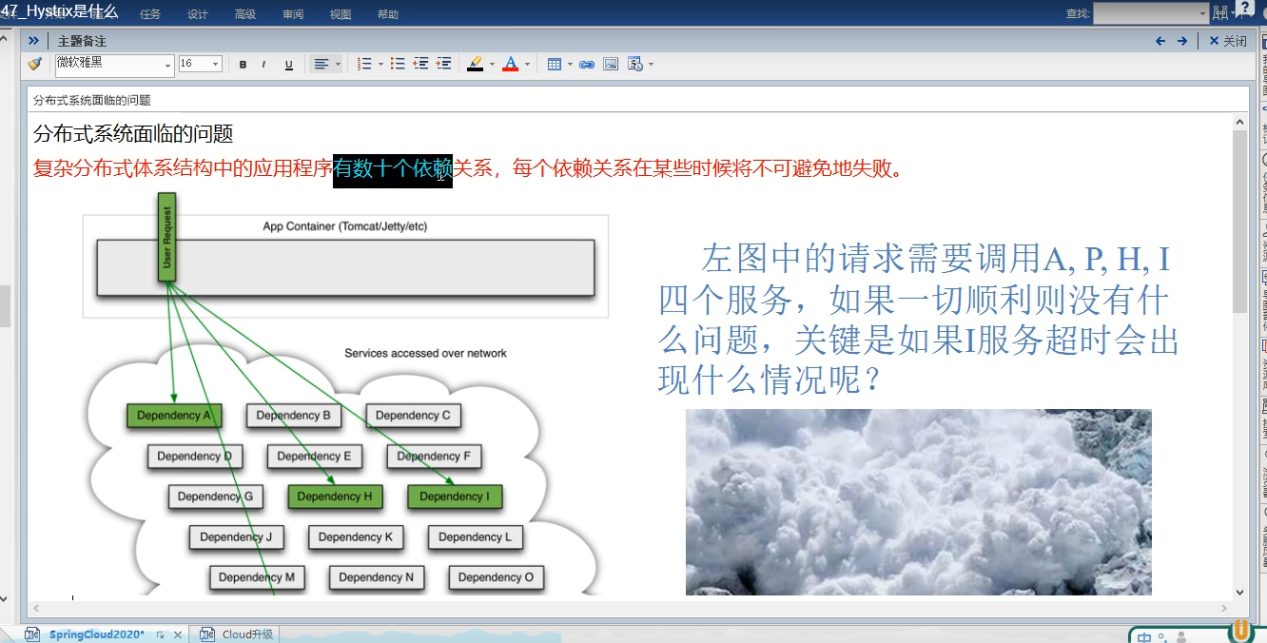 47_Hystrix是什么
任务 设计 高级 审阅 视图 帮助
查找:
主题备注
关闭
微软雅黑 16 B I U
分布式系统面临的问题
分布式系统面临的问题
复杂分布式体系结构中的应用程序有数十个依赖关系，每个依赖关系在某些时候将不可避免地失败。
User Request
App Container (Tomcat/Jetty/etc)
左图中的请求需要调用A, P, H, I
四个服务，如果一切顺利则没有什
么问题，关键是如果I服务超时会出
现什么情况呢？
Services accessed over network
Dependency A Dependency B Dependency C
Dependency D Dependency E Dependency F
Dependency G Dependency H Dependency I
Dependency J Dependency K Dependency L
Dependency M Dependency N Dependency O
SpringCloud2020* Cloud升级
中